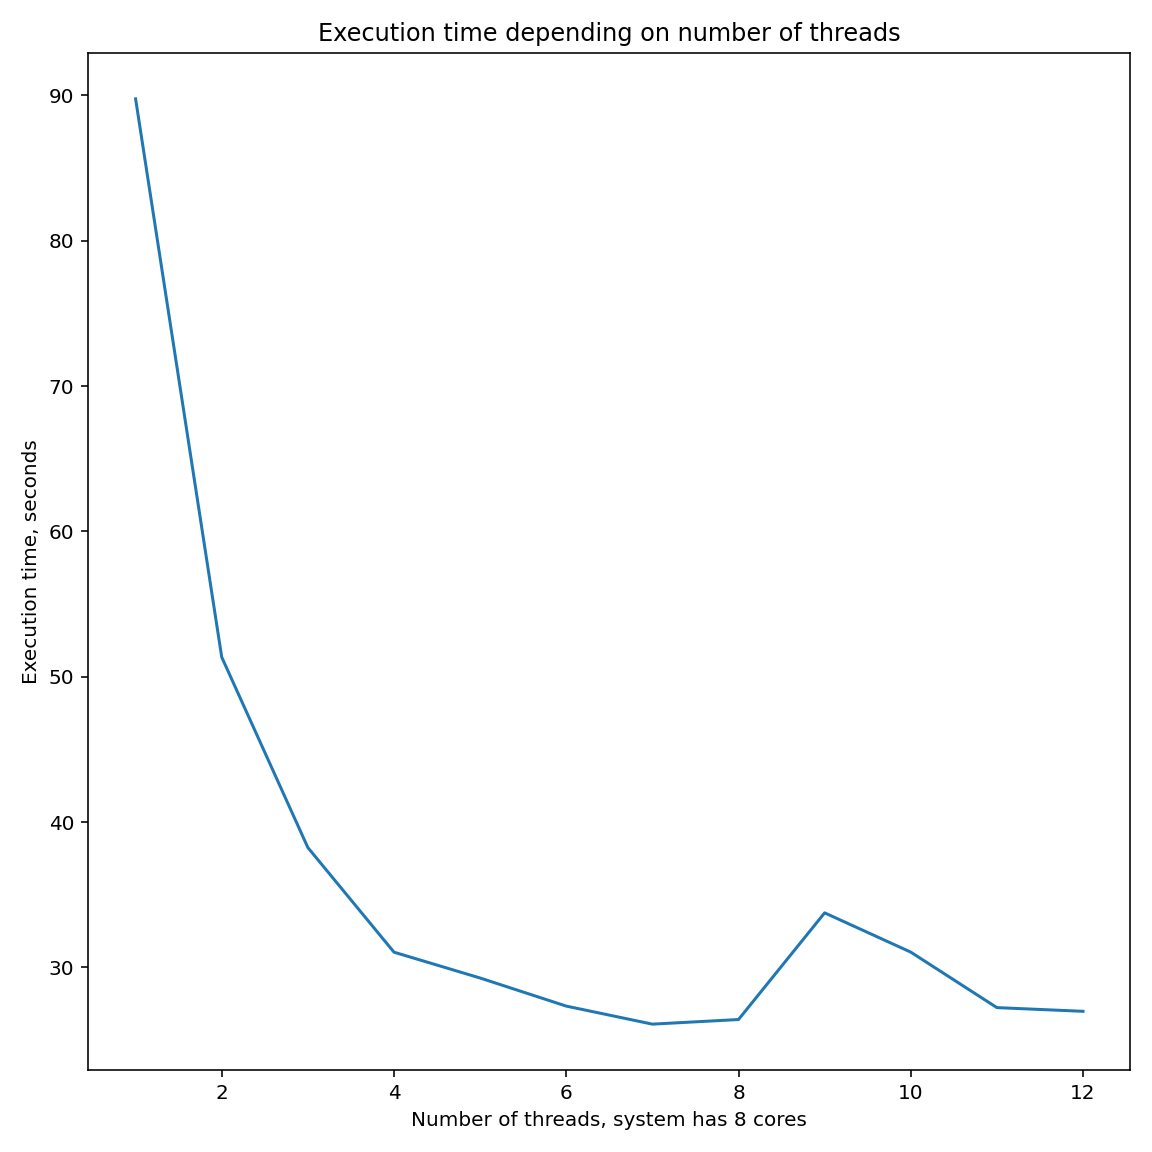 Execution time depending on number of threads
90
80
70
60
50
40
30
Execution time, seconds
2 4 6 8 10 12
Number of threads, system has 8 cores